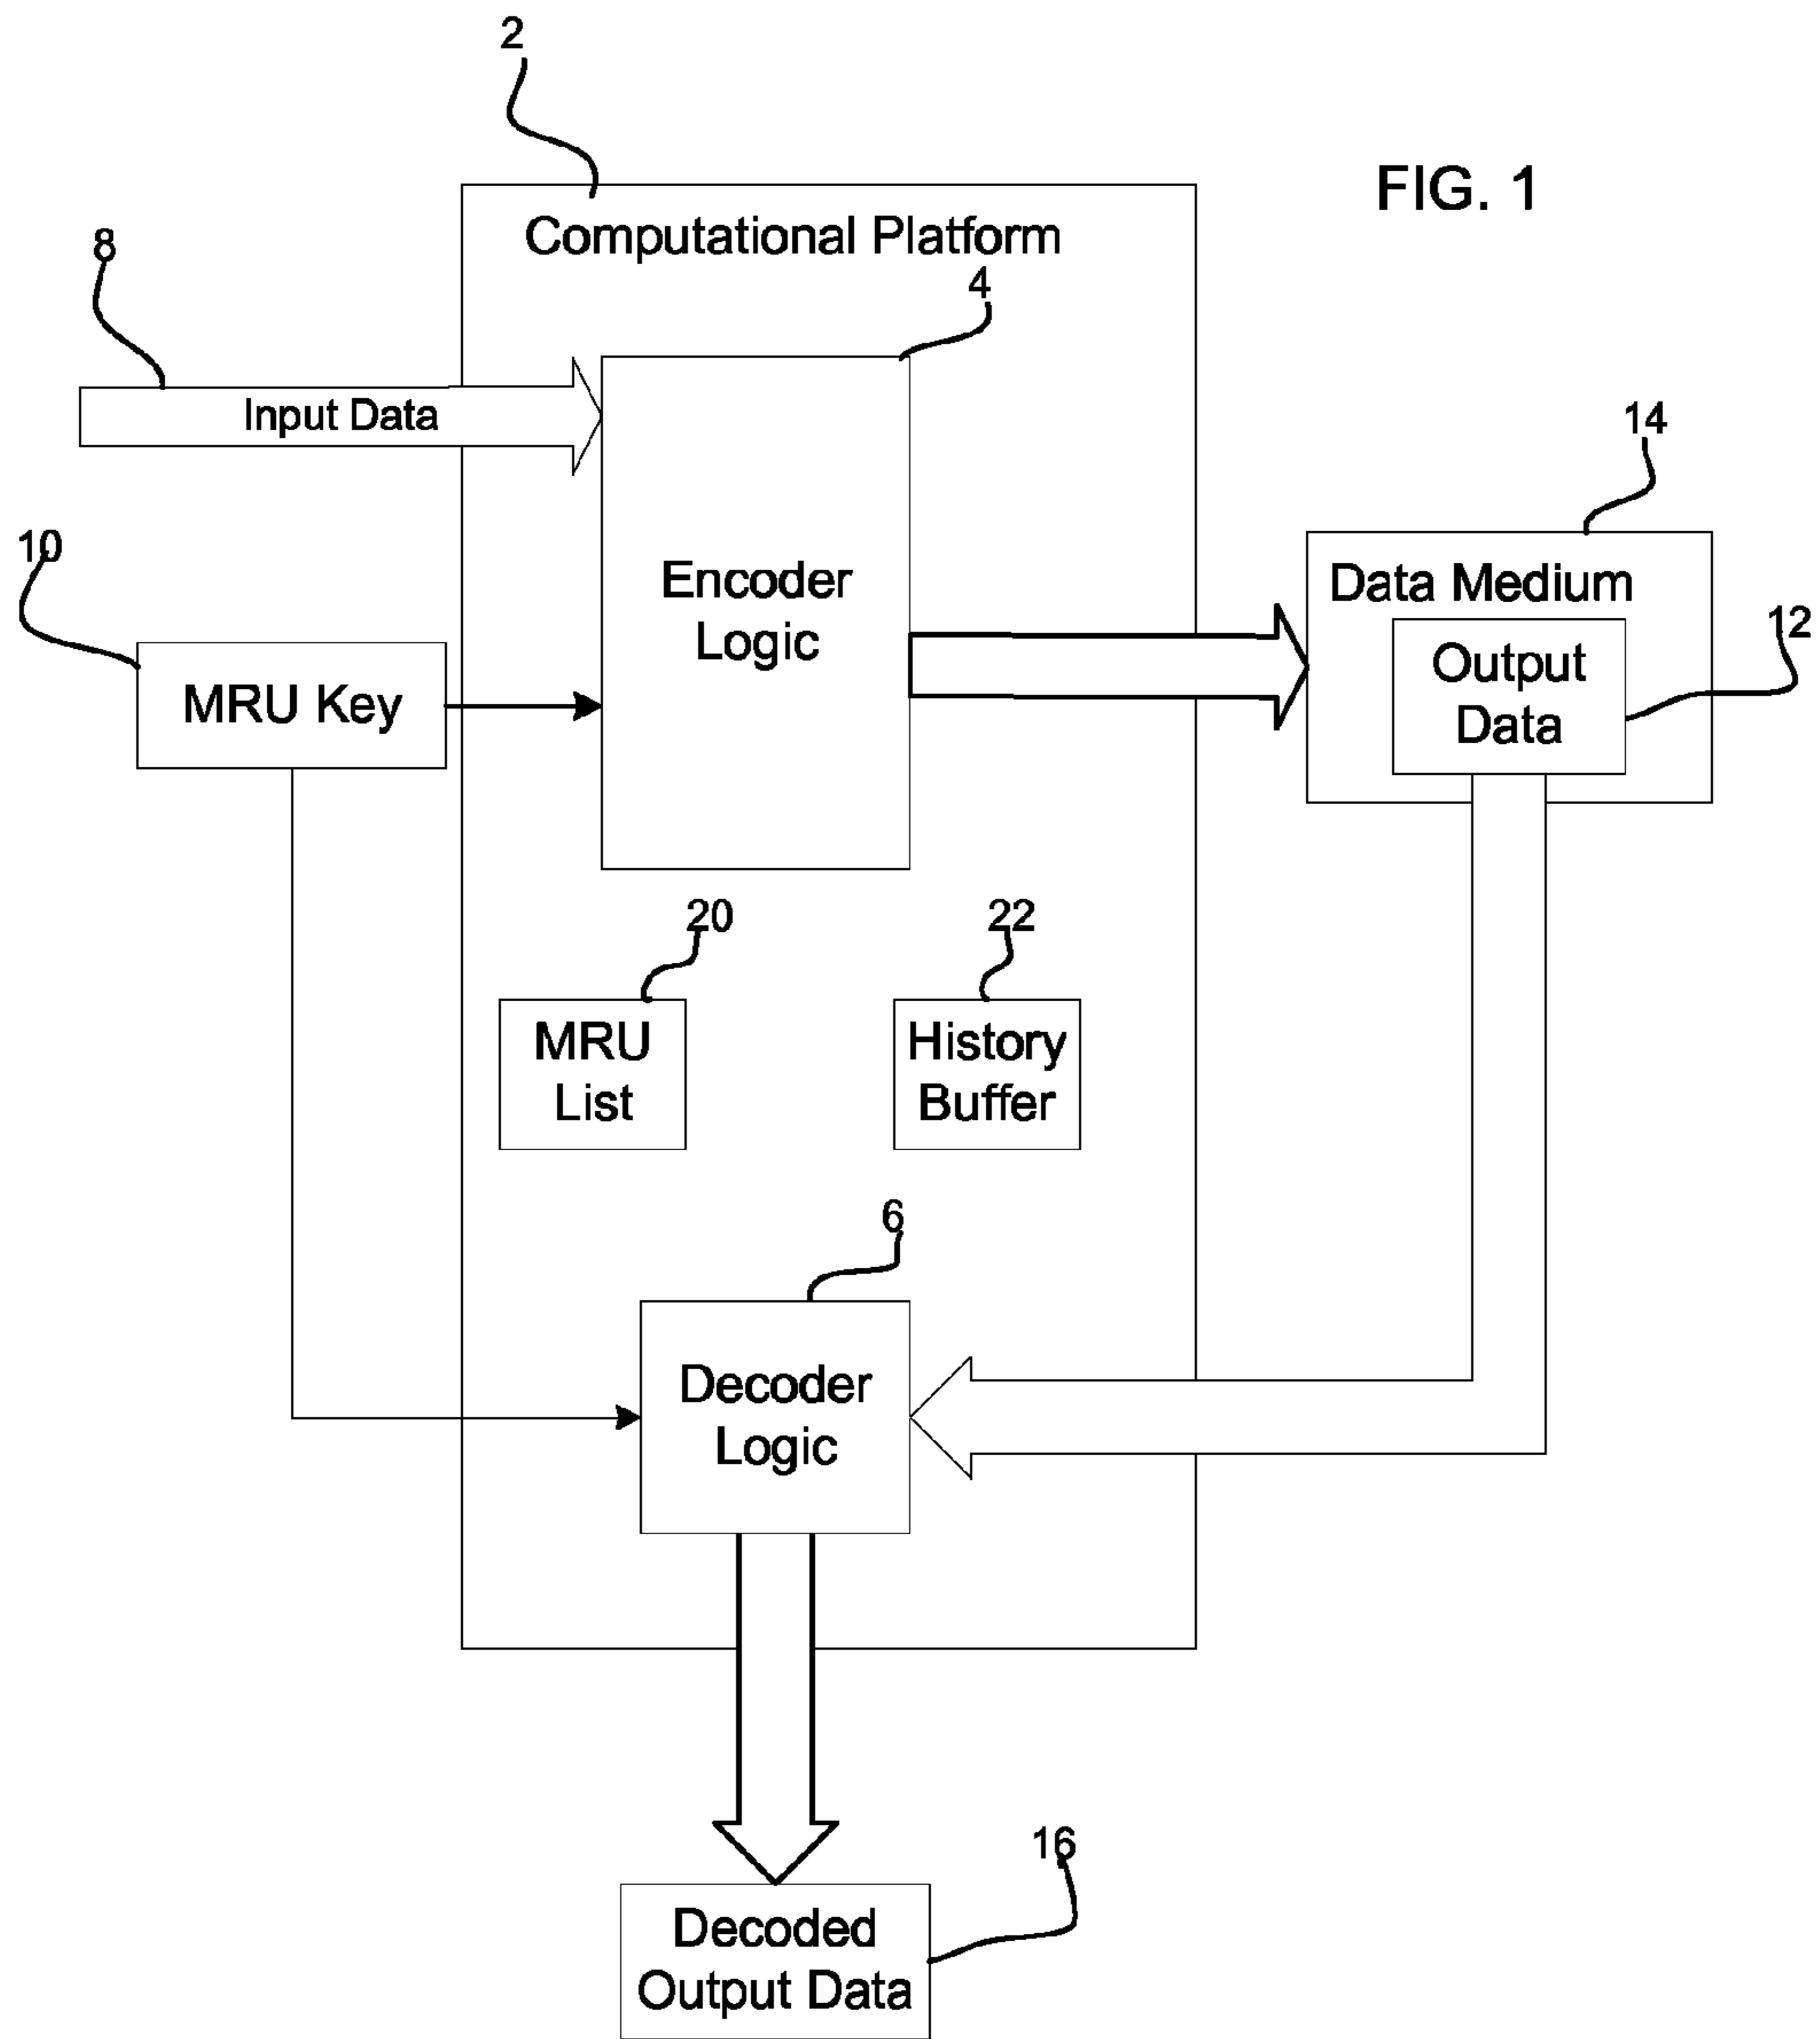 2
FIG. 1
Computational Platform
8
4
Input Data
14
10
Encoder
Logic
Data Medium
12
Output
Data
MRU Key
20
22
MRU
List
History
Buffer
6
Decoder
Logic
16
Decoded
Output Data